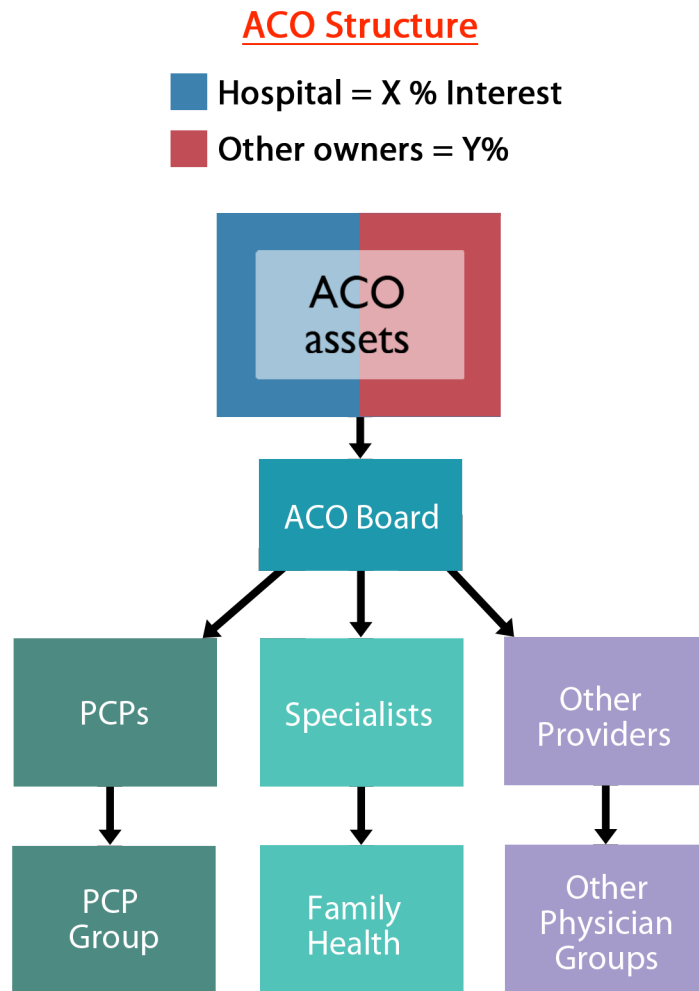 ACO Structure
Hospital = X % Interest
Other owners = Y%
ACO
assets
ACO Board
PCPs
Specialists
Other
Providers
PCP
Group
Family
Health
Other
Physician
Groups